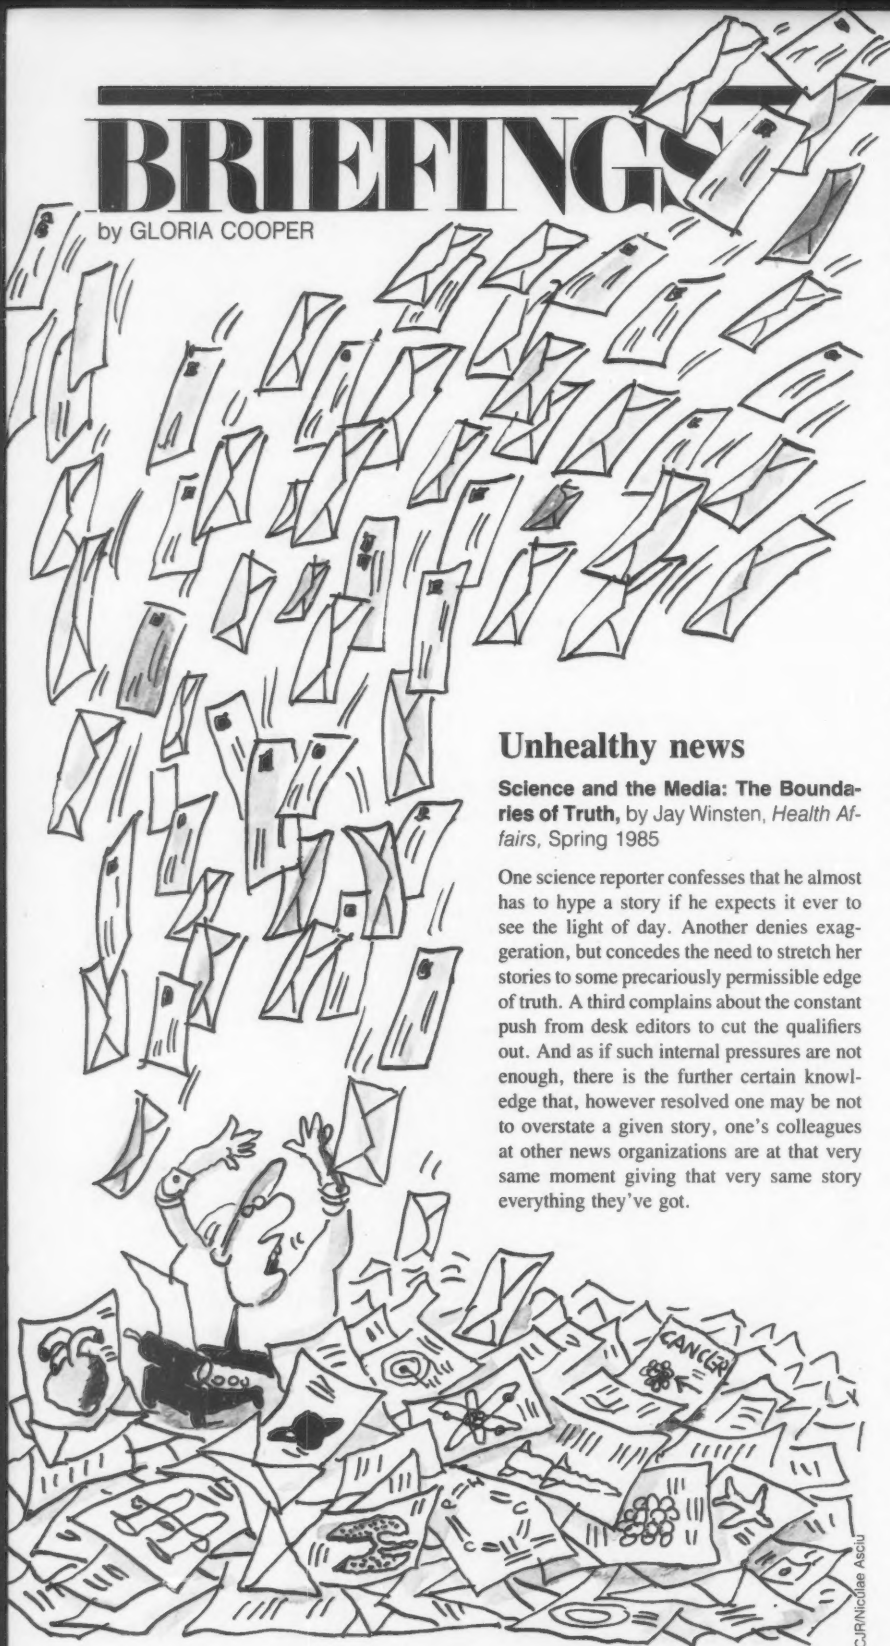 BRIEFINGS
by GLORIA COOPER
Unhealthy news
Science and the Media: The Bounda-
ries of Truth, by Jay Winsten, Health Af-
fairs, Spring 1985
One science reporter confesses that he almost
has to hype a story if he expects it ever to
see the light of day. Another denies exag-
geration, but concedes the need to stretch her
stories to some precariously permissible edge
of truth. A third complains about the constant
push from desk editors to cut the qualifiers
out. And as if such internal pressures are not
enough, there is the further certain knowl-
edge that, however resolved one may be not
to overstate a given story, one's colleagues
at other news organizations are at that very
same moment giving that very same story
everything they've got.
CANCER
CJR/Niculae Asciu